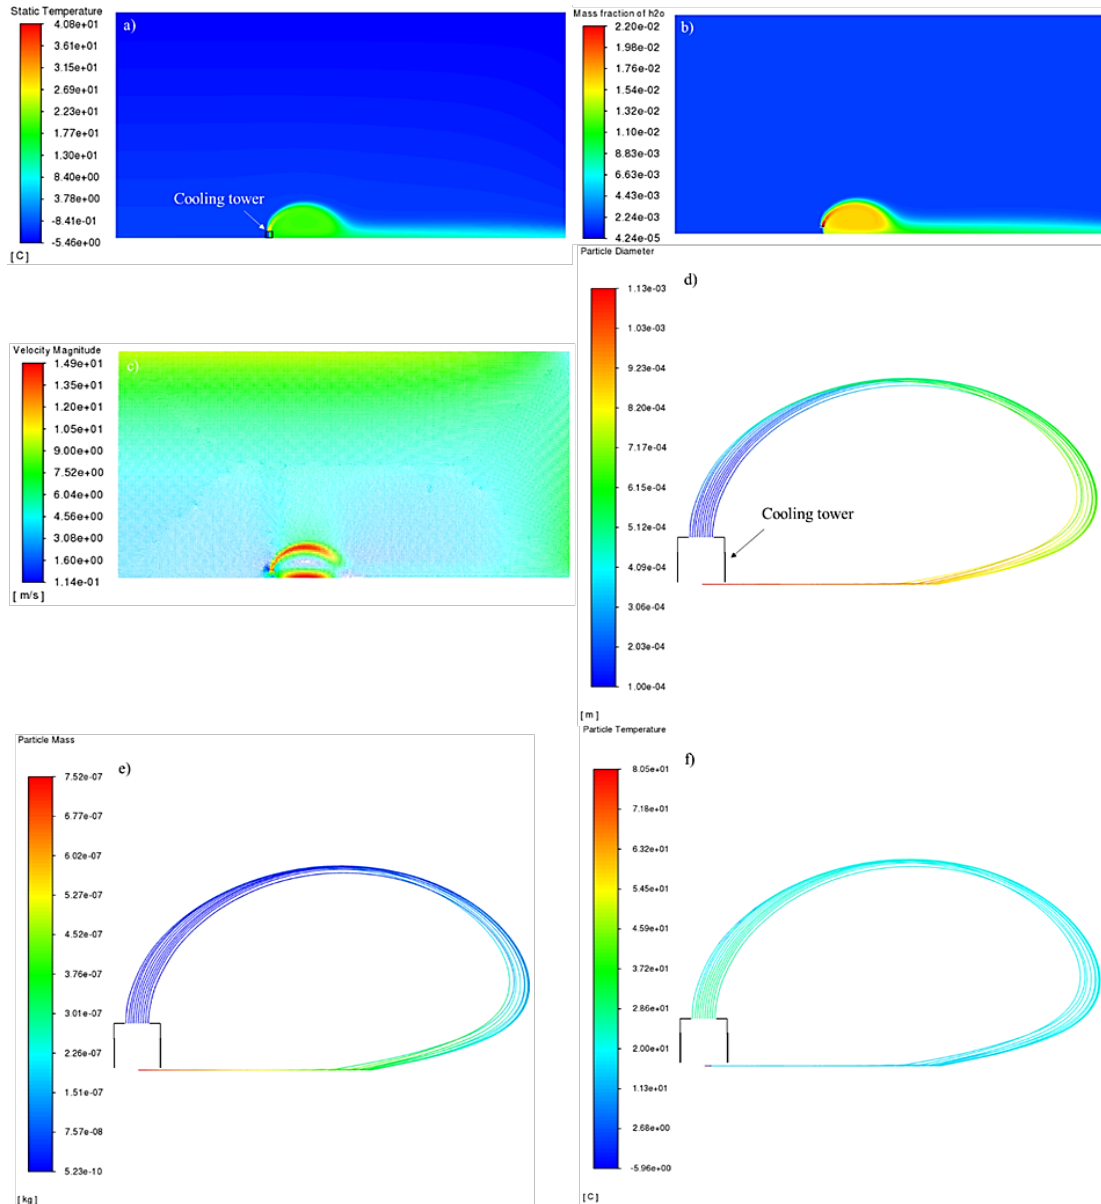 Static Temperature
4.08e+01
3.61e+01
3.15e+01
2.69e+01
2.23e+01
1.77e+01
1.30e+01
8.40e+00
3.78e+00
-8.41e-01
-5.46e+00
[ C ]
a)
Cooling tower
Mass fraction of h2o
2.20e-02
1.98e-02
1.76e-02
1.54e-02
1.32e-02
1.10e-02
8.83e-03
6.63e-03
4.43e-03
2.24e-03
4.24e-05
b)
Velocity Magnitude
1.49e+01
1.35e+01
1.20e+01
1.05e+01
9.00e+00
7.52e+00
6.04e+00
4.56e+00
3.08e+00
1.60e+00
1.14e-01
[ m/s ]
c)
Particle Diameter
1.13e-03
1.03e-03
9.23e-04
8.20e-04
7.17e-04
6.15e-04
5.12e-04
4.09e-04
3.06e-04
2.03e-04
1.00e-04
[ m ]
d)
Cooling tower
Particle Mass
7.52e-07
6.77e-07
6.02e-07
5.27e-07
4.52e-07
3.76e-07
3.01e-07
2.26e-07
1.51e-07
7.57e-08
5.23e-10
[ kg ]
e)
Particle Temperature
8.05e+01
7.18e+01
6.32e+01
5.45e+01
4.59e+01
3.72e+01
2.86e+01
2.00e+01
1.13e+01
2.68e+00
-5.96e+00
[ C ]
f)